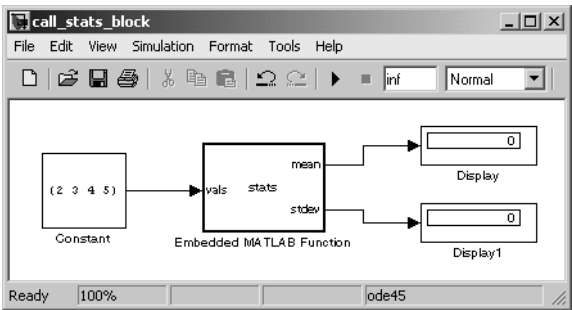 call_stats_block
File Edit View Simulation Format Tools Help
inf Normal
0
Display
(2 3 4 5)
Constant
vals stats mean
stdev
Embedded MATLAB Function
0
Display1
Ready 100% ode45